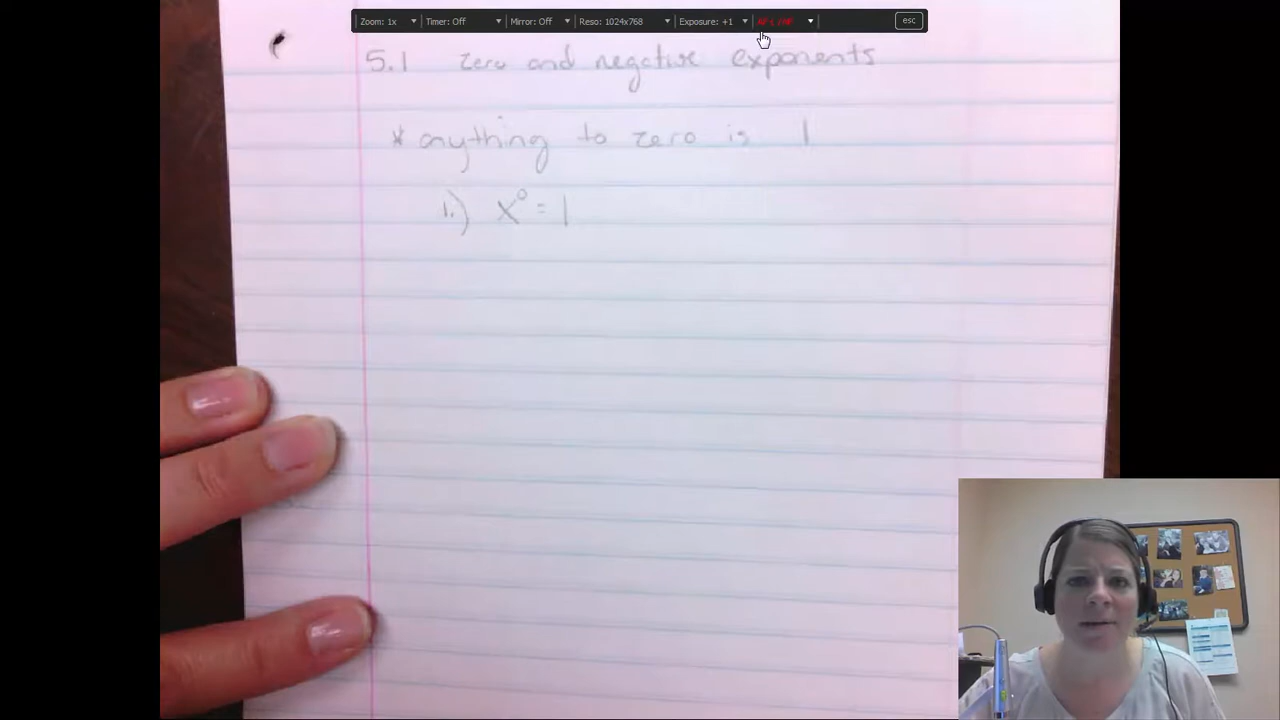 Zoom: 1x Timer: Off Mirror: Off Reso: 1024x768 Exposure: +1 esc
5.1 zero and negative exponents
* anything to zero is 1
1.) x⁰ = 1